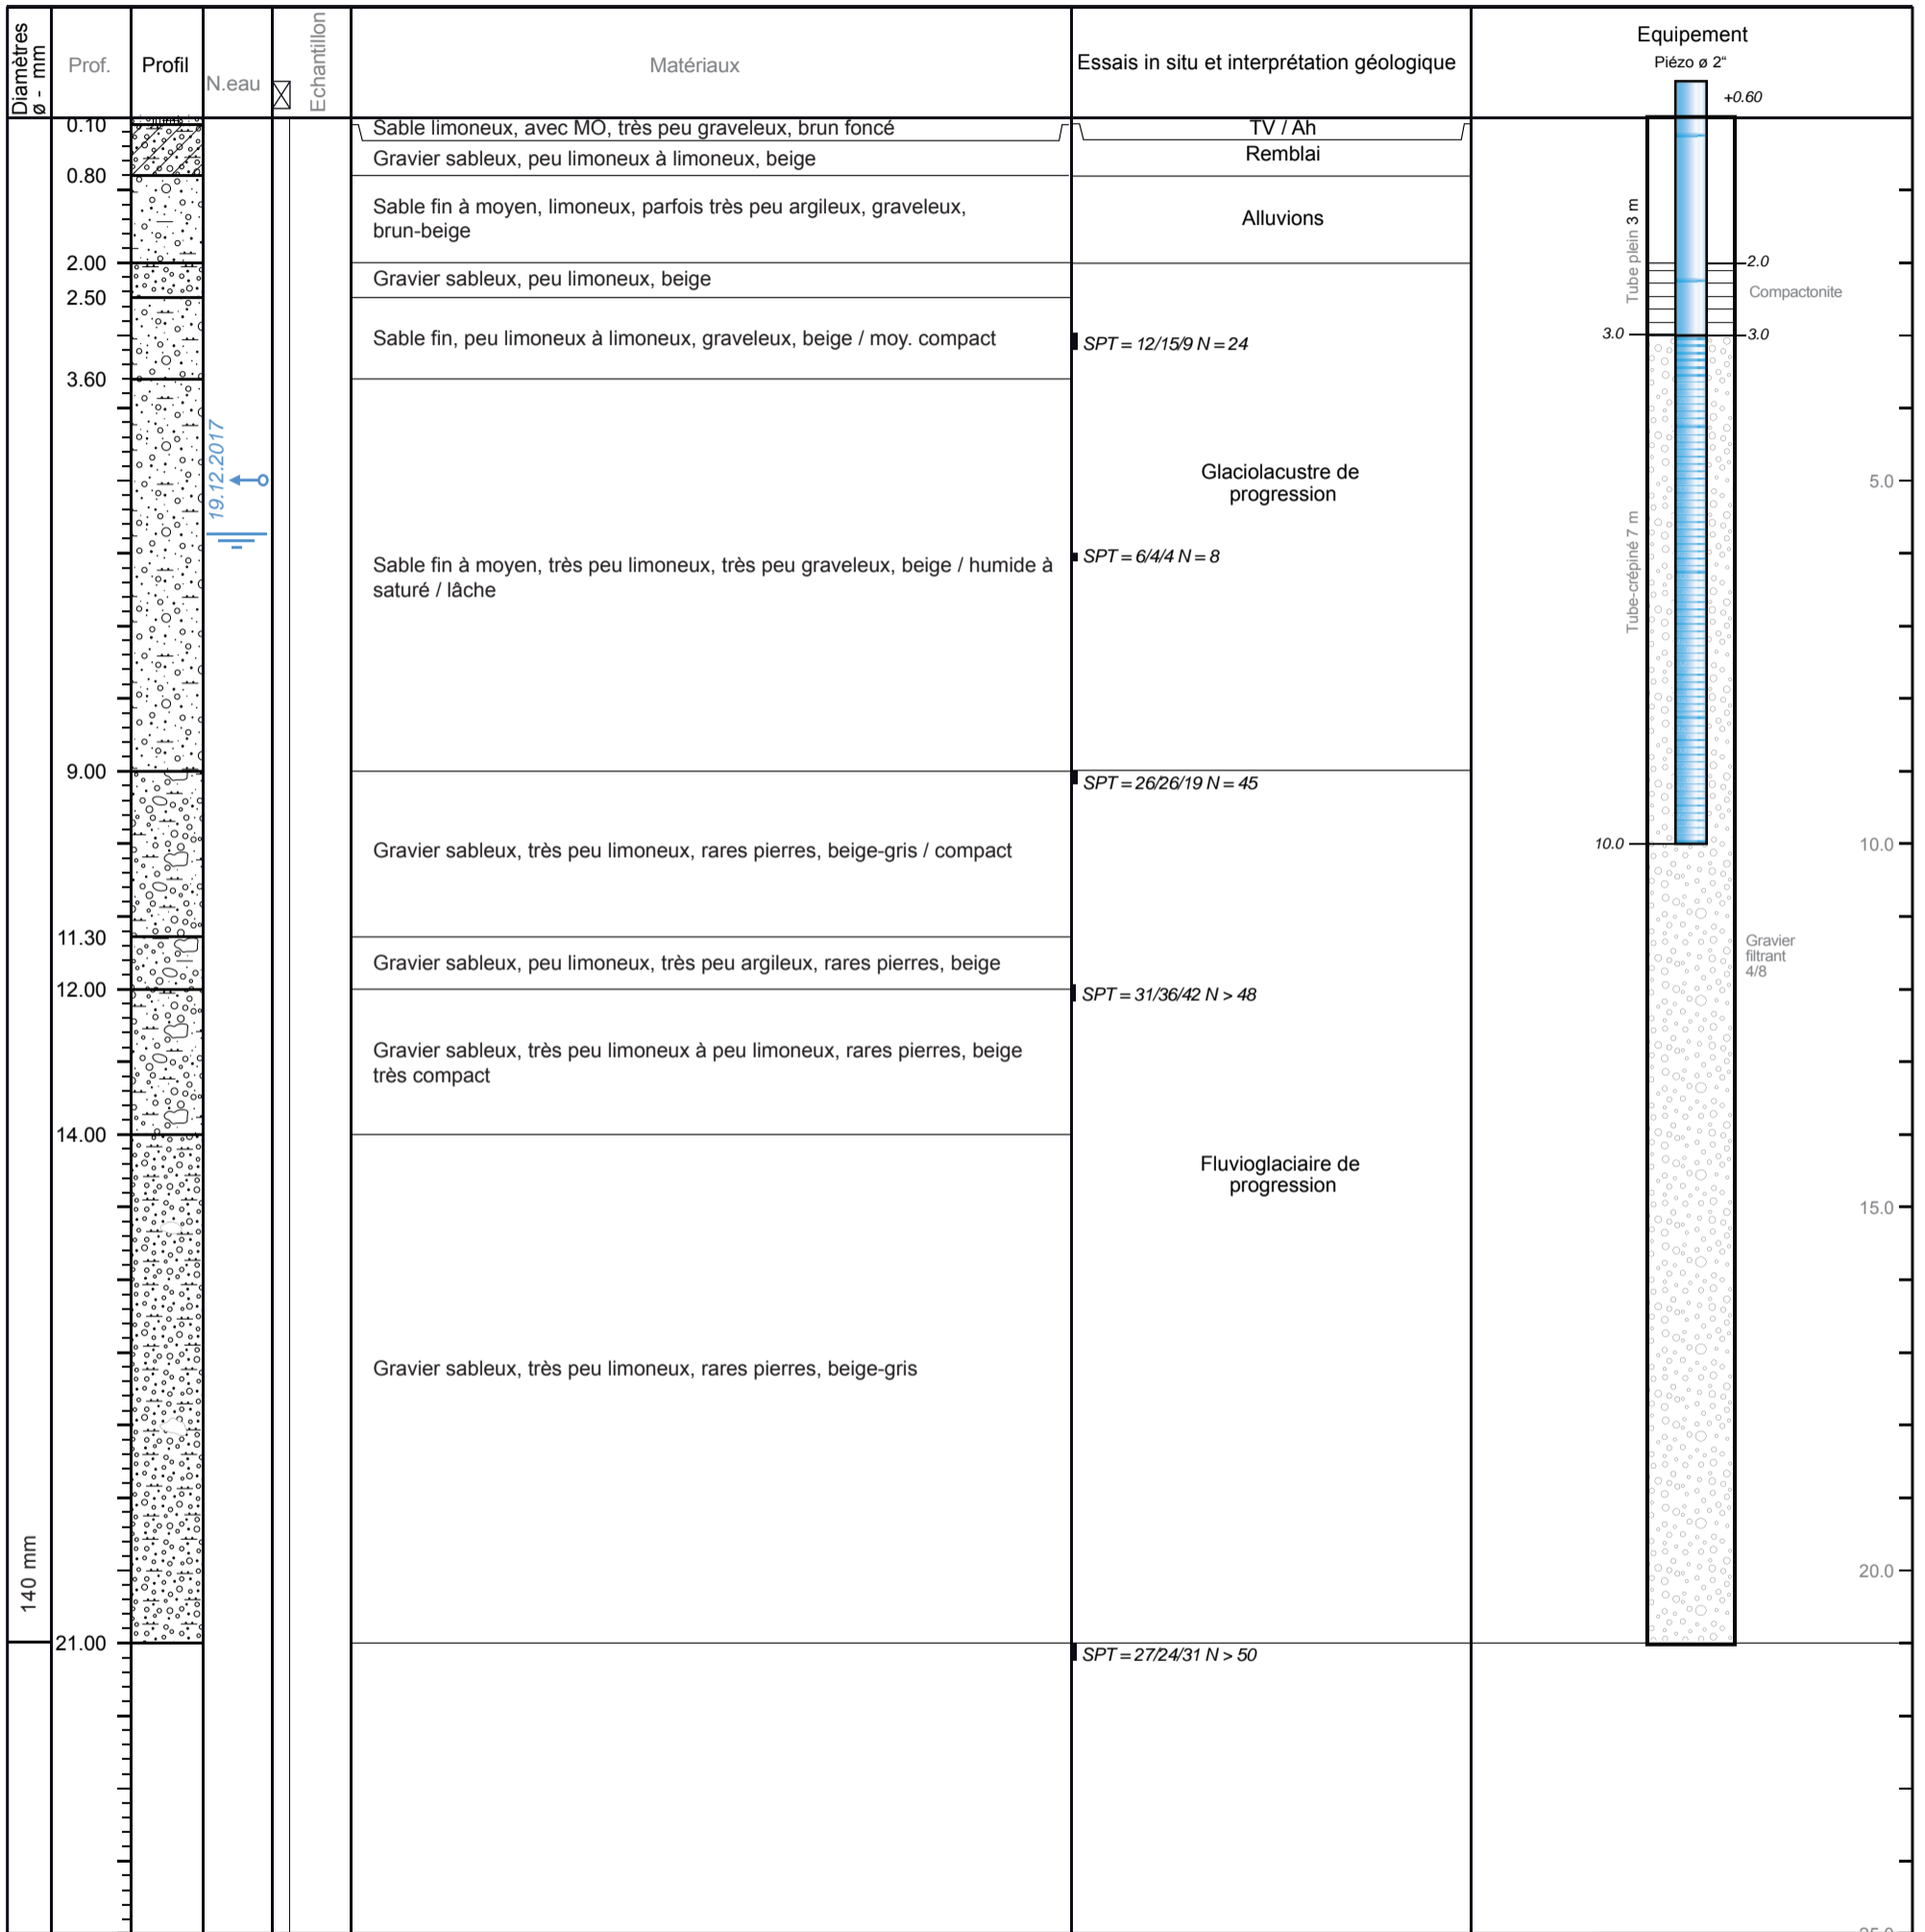 Diamètres
ø - mm
Prof.
Profil
N.eau
Echantillon
Matériaux
Essais in situ et interprétation géologique
Equipement
Piézo ø 2“
+0.60
0.10
Sable limoneux, avec MO, très peu graveleux, brun foncé
TV / Ah
Gravier sableux, peu limoneux à limoneux, beige
Remblai
0.80
Sable fin à moyen, limoneux, parfois très peu argileux, graveleux,
brun-beige
Alluvions
Tube plein 3 m
2.00
2.0
Gravier sableux, peu limoneux, beige
Compactonite
2.50
Sable fin, peu limoneux à limoneux, graveleux, beige / moy. compact
SPT = 12/15/9 N = 24
3.0
3.0
3.60
19.12.2017
Glaciolacustre de
progression
5.0
Sable fin à moyen, très peu limoneux, très peu graveleux, beige / humide à
saturé / lâche
SPT = 6/4/4 N = 8
Tube-crépiné 7 m
9.00
SPT = 26/26/19 N = 45
Gravier sableux, très peu limoneux, rares pierres, beige-gris / compact
10.0
10.0
11.30
Gravier sableux, peu limoneux, très peu argileux, rares pierres, beige
Gravier
filtrant
4/8
12.00
SPT = 31/36/42 N > 48
Gravier sableux, très peu limoneux à peu limoneux, rares pierres, beige
très compact
14.00
Fluvioglaciaire de
progression
15.0
Gravier sableux, très peu limoneux, rares pierres, beige-gris
140 mm
20.0
21.00
SPT = 27/24/31 N > 50